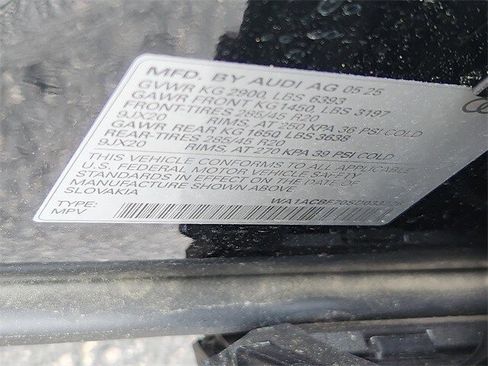 MFD. BY AUDI AG 05 25
GVWR KG 2900, LBS 6393
GAWR FRONT KG 1450, LBS 3197
FRONT TIRES 285/45 R20
9JX20 RIMS, AT 250 KPA 36 PSI COLD
GAWR REAR KG 1650, LBS 3638
REAR TIRES 285/45 R20
9JX20 RIMS, AT 270 KPA 39 PSI COLD
THIS VEHICLE CONFORMS TO ALL APPLICABLE
U.S. FEDERAL MOTOR VEHICLE SAFETY
STANDARDS IN EFFECT ON THE DATE OF
MANUFACTURE SHOWN ABOVE
SLOVAKIA
TYPE:
MPV